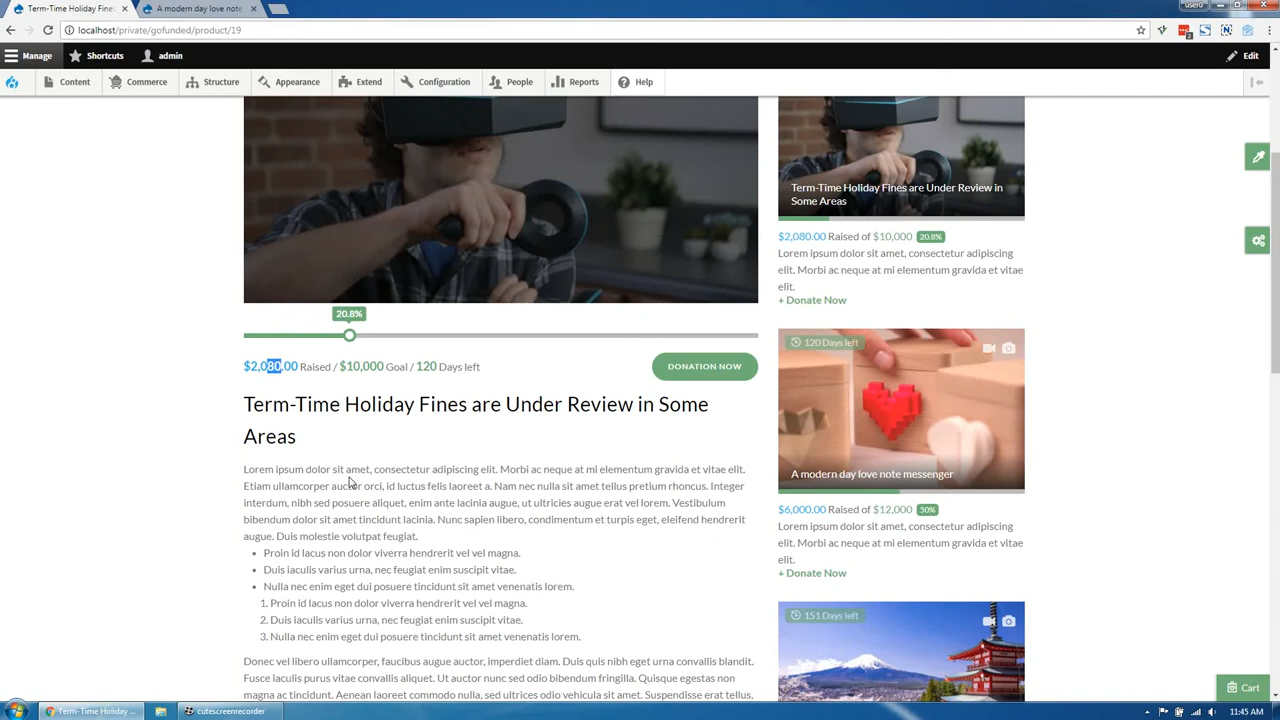 Term-Time Holiday Fines
A modern day love note
user0
localhost/private/gofunded/product/19
Manage
Shortcuts
admin
Edit
Content
Commerce
Structure
Appearance
Extend
Configuration
People
Reports
Help
20.8%
$2,080.00 Raised / $10,000 Goal / 120 Days left
DONATION NOW
Term-Time Holiday Fines are Under Review in Some
Areas
Lorem ipsum dolor sit amet, consectetur adipiscing elit. Morbi ac neque at mi elementum gravida et vitae elit.
Etiam ullamcorper auctor orci, id luctus felis laoreet a. Nam nec nulla sit amet tellus pretium rhoncus. Integer
interdum, nibh sed posuere aliquet, enim ante lacinia augue, ut ultricies augue erat vel lorem. Vestibulum
bibendum dolor sit amet tincidunt lacinia. Nunc sapien libero, condimentum et turpis eget, eleifend hendrerit
augue. Duis molestie volutpat feugiat.
• Proin id lacus non dolor viverra hendrerit vel vel magna.
• Duis iaculis varius urna, nec feugiat enim suscipit vitae.
• Nulla nec enim eget dui posuere tincidunt sit amet venenatis lorem.
1. Proin id lacus non dolor viverra hendrerit vel vel magna.
2. Duis iaculis varius urna, nec feugiat enim suscipit vitae.
3. Nulla nec enim eget dui posuere tincidunt sit amet venenatis lorem.
Donec vel libero ullamcorper, faucibus augue auctor, imperdiet diam. Duis quis nibh eget urna convallis blandit.
Fusce iaculis purus vitae convallis aliquet. Ut auctor nunc sed odio bibendum fringilla. Quisque egestas non
magna ac tincidunt. Aenean laoreet commodo nulla, sed ultrices odio vehicula sit amet. Suspendisse erat tellus,
Term-Time Holiday Fines are Under Review in
Some Areas
$2,080.00 Raised of $10,000 20.8%
Lorem ipsum dolor sit amet, consectetur adipiscing
elit. Morbi ac neque at mi elementum gravida et vitae
elit.
+ Donate Now
120 Days left
A modern day love note messenger
$6,000.00 Raised of $12,000 50%
Lorem ipsum dolor sit amet, consectetur adipiscing
elit. Morbi ac neque at mi elementum gravida et vitae
elit.
+ Donate Now
151 Days left
Cart
Term-Time Holiday ...
cutescreenrecorder
11:45 AM